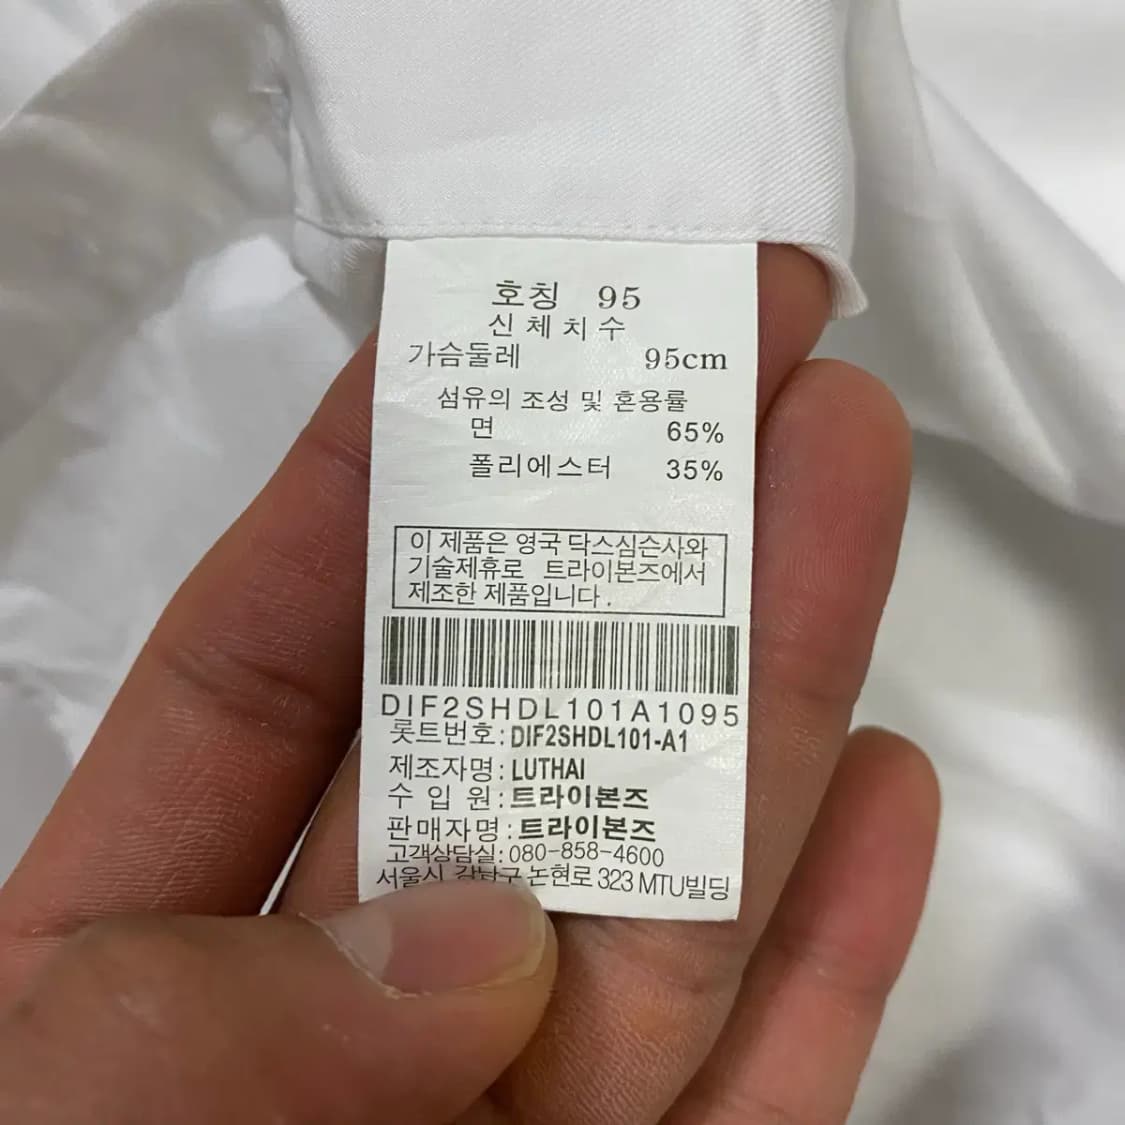 호칭 95
신체치수
가슴둘레 95cm
섬유의 조성 및 혼용률
면 65%
폴리에스터 35%
이 제품은 영국 닥스심슨사와
기술제휴로 트라이본즈에서
제조한 제품입니다.
DIF2SHDL101A1095
롯트번호: DIF2SHDL101-A1
제조자명: LUTHAI
수입원: 트라이본즈
판매자명: 트라이본즈
고객상담실: 080-858-4600
서울시 강남구 논현로 323 MTU빌딩